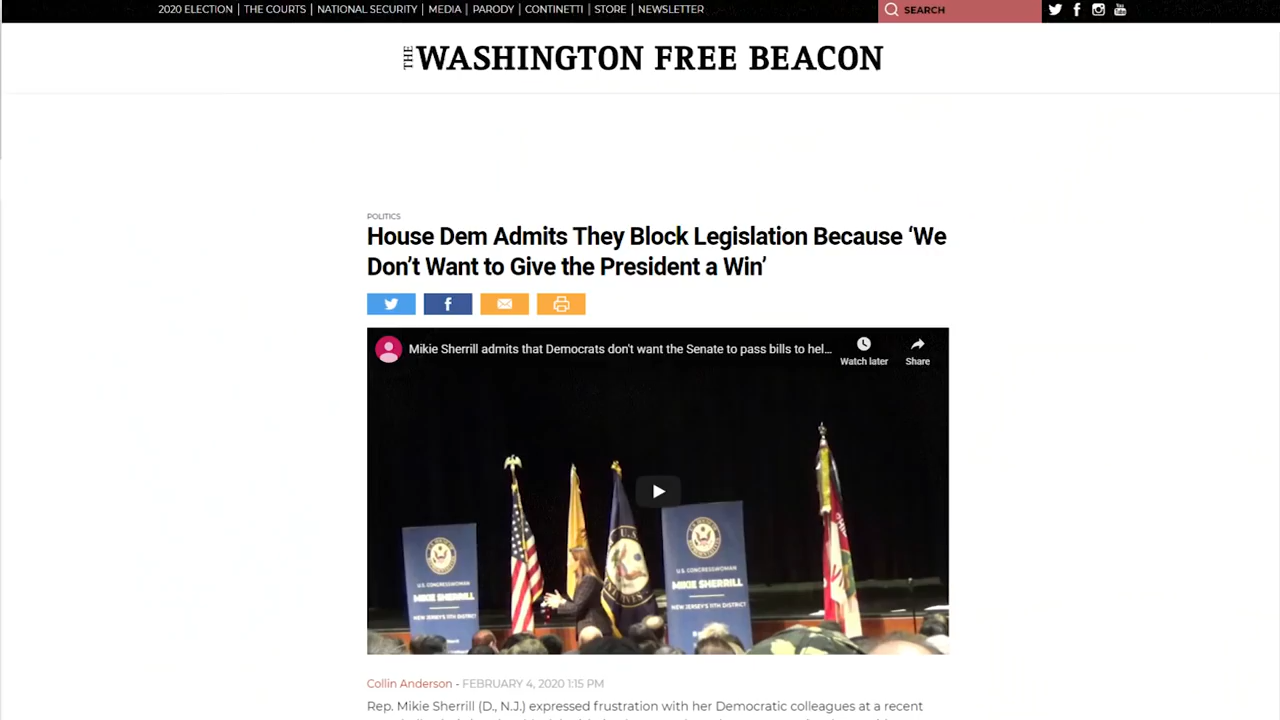 2020 ELECTION | THE COURTS | NATIONAL SECURITY | MEDIA | PARODY | CONTINETTI | STORE | NEWSLETTER
SEARCH
THE WASHINGTON FREE BEACON
POLITICS
House Dem Admits They Block Legislation Because ‘We
Don’t Want to Give the President a Win’
Mikie Sherrill admits that Democrats don't want the Senate to pass bills to hel...
Watch later
Share
U.S. CONGRESSWOMAN
MIKIE SHERRILL
NEW JERSEY'S 11TH DISTRICT
U.S. CONGRESSWOMAN
MIKIE SHERRILL
NEW JERSEY'S 11TH DISTRICT
Collin Anderson - FEBRUARY 4, 2020 1:15 PM
Rep. Mikie Sherrill (D., N.J.) expressed frustration with her Democratic colleagues at a recent